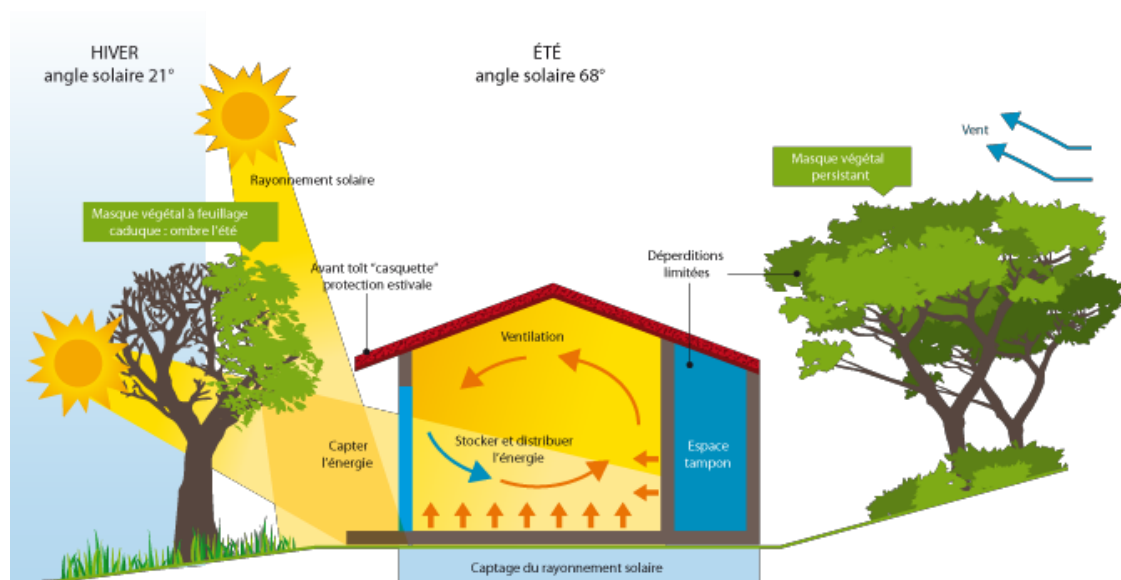 HIVER
angle solaire 21°
ÉTÉ
angle solaire 68°
Rayonnement solaire
Masque végétal à feuillage
caduque : ombre l'été
Avant toît "casquette"
protection estivale
Vent
Masque végétal
persistant
Déperditions
limitées
Ventilation
Capter
l'énergie
Stocker et distribuer
l'énergie
Espace
tampon
Captage du rayonnement solaire